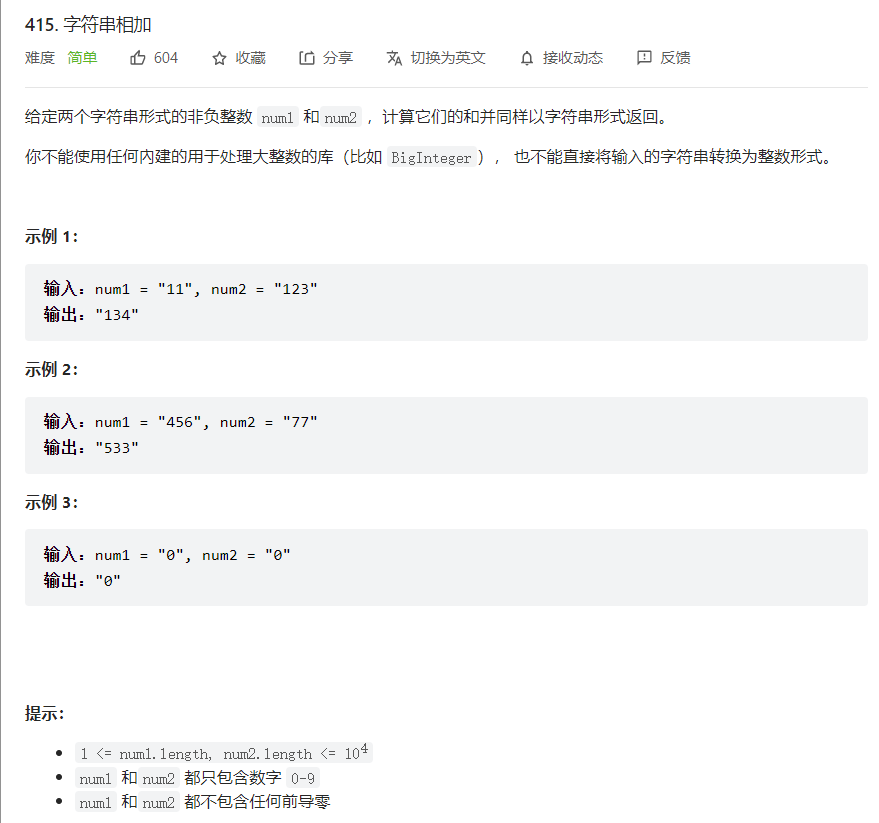 415. 字符串相加
难度 简单 604 收藏 分享 切换为英文 接收动态 反馈
给定两个字符串形式的非负整数 num1 和 num2 ，计算它们的和并同样以字符串形式返回。
你不能使用任何內建的用于处理大整数的库（比如 BigInteger）， 也不能直接将输入的字符串转换为整数形式。
示例 1：
输入：num1 = "11", num2 = "123"
输出："134"
示例 2：
输入：num1 = "456", num2 = "77"
输出："533"
示例 3：
输入：num1 = "0", num2 = "0"
输出："0"
提示：
1 <= num1.length, num2.length <= 10⁴
num1 和 num2 都只包含数字 0-9
num1 和 num2 都不包含任何前导零